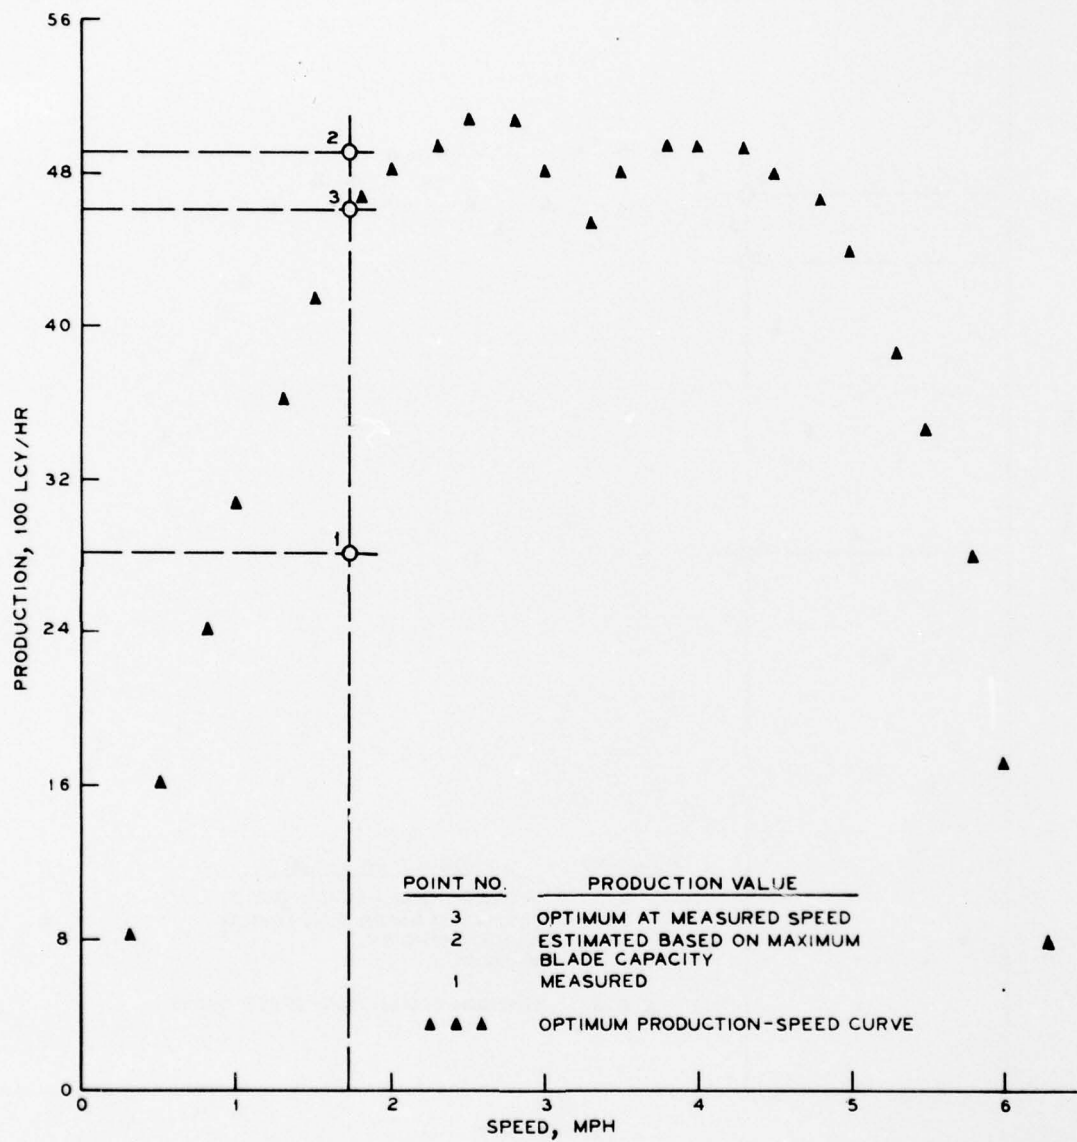 56
48
40
32
24
16
8
0
PRODUCTION, 100 LCY/HR
2
3
1
POINT NO. PRODUCTION VALUE
3 OPTIMUM AT MEASURED SPEED
2 ESTIMATED BASED ON MAXIMUM
BLADE CAPACITY
1 MEASURED
OPTIMUM PRODUCTION-SPEED CURVE
0 1 2 3 4 5 6
SPEED, MPH